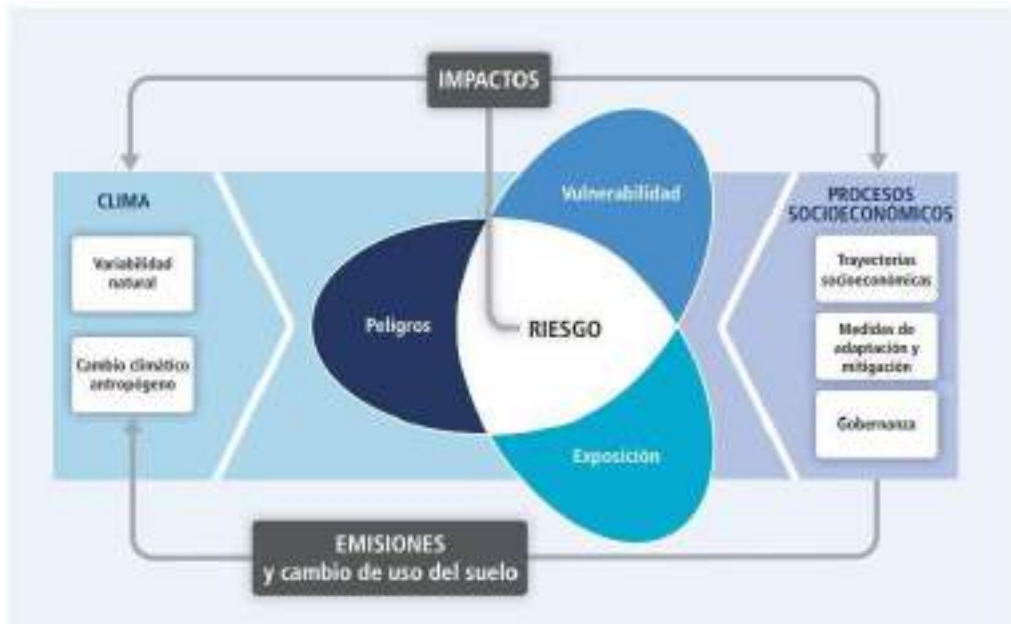 IMPACTOS
CLIMA
Variabilidad
natural
Cambio climático
antropógeno
Peligros
Vulnerabilidad
RIESGO
Exposición
PROCESOS
SOCIOECONÓMICOS
Trayectorias
socioeconómicas
Medidas de
adaptación y
mitigación
Gobernanza
EMISIONES
y cambio de uso del suelo